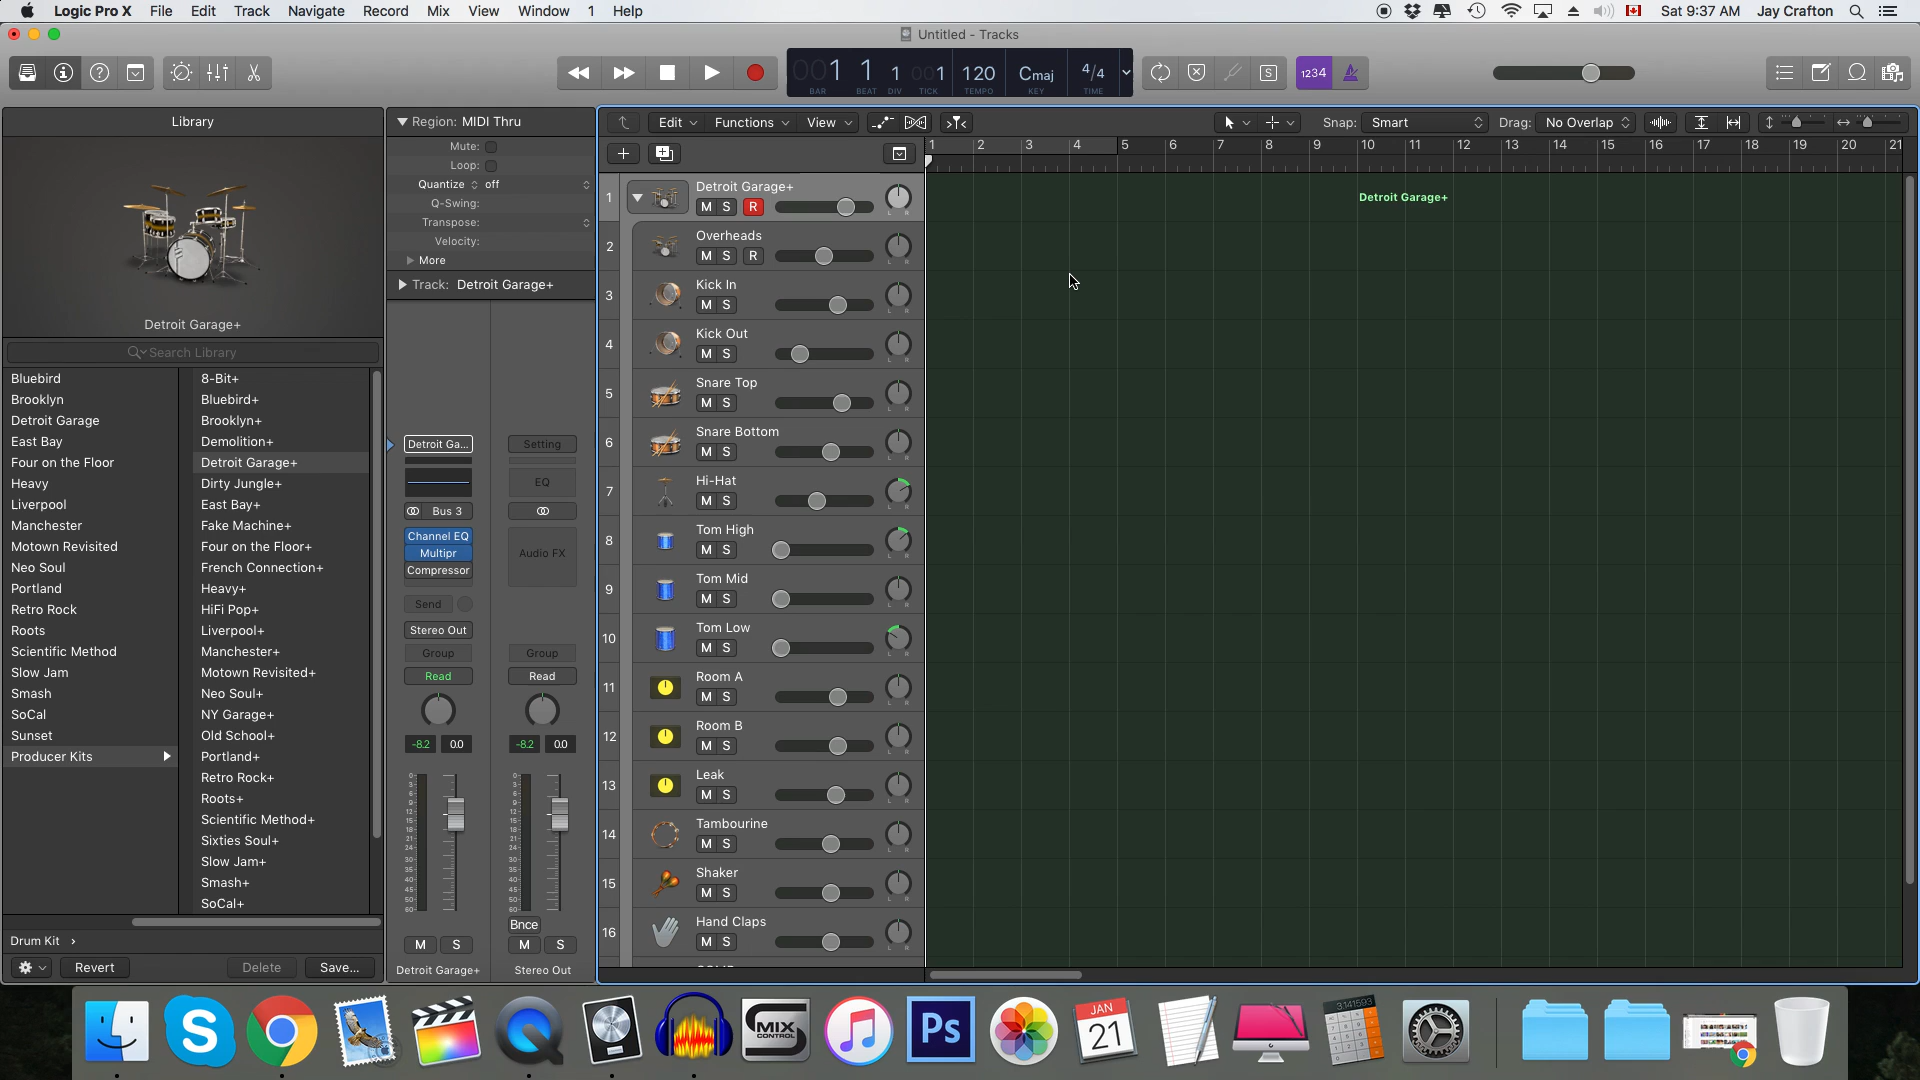 Logic Pro X File Edit Track Navigate Record Mix View Window 1 Help
Sat 9:37 AM Jay Crafton
Untitled - Tracks
001 1 1 001 120 Cmaj 4/4
BAR BEAT DIV TICK TEMPO KEY TIME
S
1234
Library
Detroit Garage+
Search Library
Bluebird
Brooklyn
Detroit Garage
East Bay
Four on the Floor
Heavy
Liverpool
Manchester
Motown Revisited
Neo Soul
Portland
Retro Rock
Roots
Scientific Method
Slow Jam
Smash
SoCal
Sunset
Producer Kits
8-Bit+
Bluebird+
Brooklyn+
Demolition+
Detroit Garage+
Dirty Jungle+
East Bay+
Fake Machine+
Four on the Floor+
French Connection+
Heavy+
HiFi Pop+
Liverpool+
Manchester+
Motown Revisited+
Neo Soul+
NY Garage+
Old School+
Portland+
Retro Rock+
Roots+
Scientific Method+
Sixties Soul+
Slow Jam+
Smash+
SoCal+
Drum Kit
Revert Delete Save...
Region: MIDI Thru
Mute:
Loop:
Quantize off
Q-Swing:
Transpose:
Velocity:
More
Track: Detroit Garage+
Detroit Ga... Setting
EQ
Bus 3
Channel EQ
Multipr
Compressor
Audio FX
Send
Stereo Out
Group Group
Read Read
-8.2 0.0 -8.2 0.0
Bnce
M S M S
Detroit Garage+ Stereo Out
Edit Functions View
Snap: Smart Drag: No Overlap
1 2 3 4 5 6 7 8 9 10 11 12 13 14 15 16 17 18 19 20 21
1 Detroit Garage+
M S R
Detroit Garage+
2 Overheads
M S R
3 Kick In
M S
4 Kick Out
M S
5 Snare Top
M S
6 Snare Bottom
M S
7 Hi-Hat
M S
8 Tom High
M S
9 Tom Mid
M S
10 Tom Low
M S
11 Room A
M S
12 Room B
M S
13 Leak
M S
14 Tambourine
M S
15 Shaker
M S
16 Hand Claps
M S
MIX
CONTROL
Ps
JAN
21
3.141593